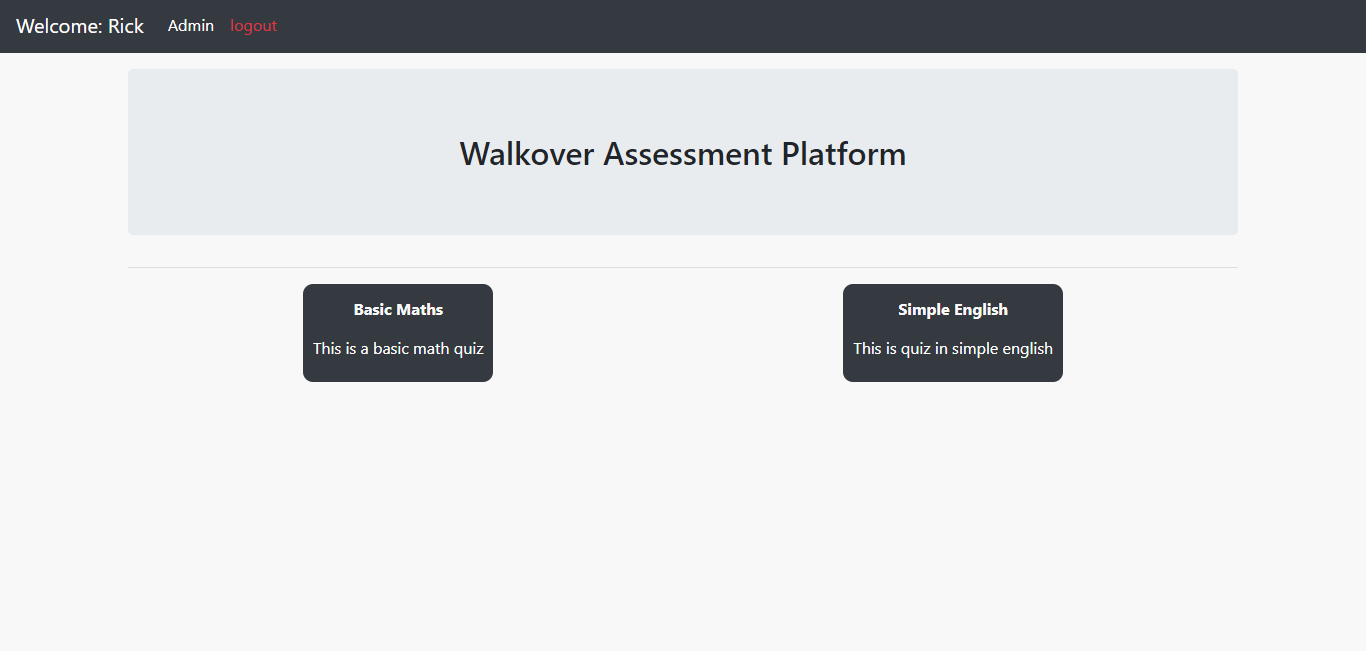 Welcome: Rick Admin logout
Walkover Assessment Platform
Basic Maths
This is a basic math quiz
Simple English
This is quiz in simple english